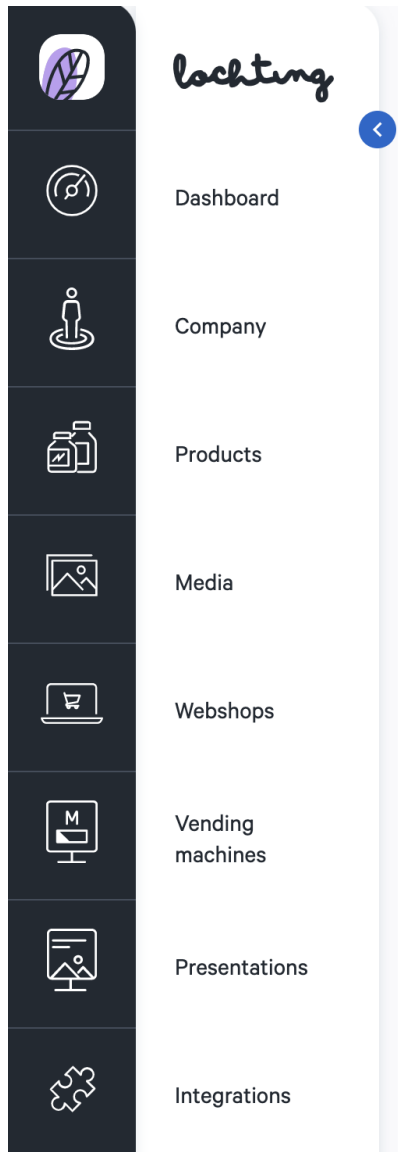 lochting
Dashboard
Company
Products
Media
Webshops
M
Vending
machines
Presentations
Integrations